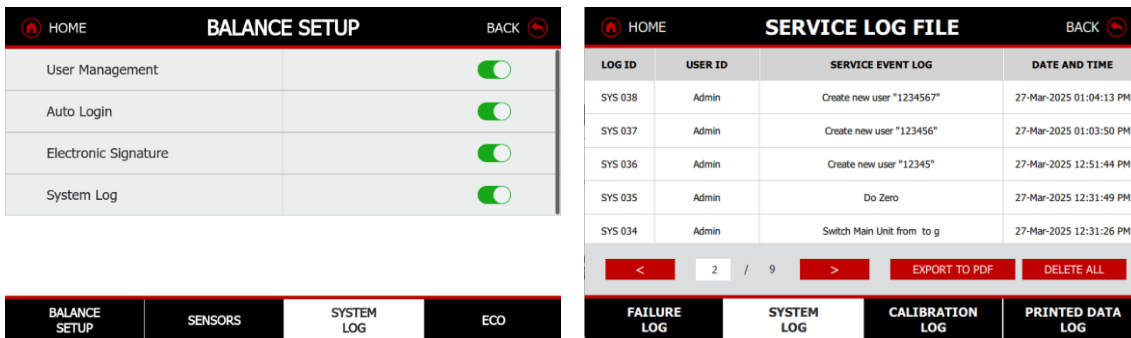 HOME BALANCE SETUP BACK
User Management
Auto Login
Electronic Signature
System Log
BALANCE SETUP SENSORS SYSTEM LOG ECO
HOME SERVICE LOG FILE BACK
LOG ID USER ID SERVICE EVENT LOG DATE AND TIME
SYS 038 Admin Create new user "1234567" 27-Mar-2025 01:04:13 PM
SYS 037 Admin Create new user "123456" 27-Mar-2025 01:03:50 PM
SYS 036 Admin Create new user "12345" 27-Mar-2025 12:51:44 PM
SYS 035 Admin Do Zero 27-Mar-2025 12:31:49 PM
SYS 034 Admin Switch Main Unit from to g 27-Mar-2025 12:31:26 PM
< 2 / 9 > EXPORT TO PDF DELETE ALL
FAILURE LOG SYSTEM LOG CALIBRATION LOG PRINTED DATA LOG